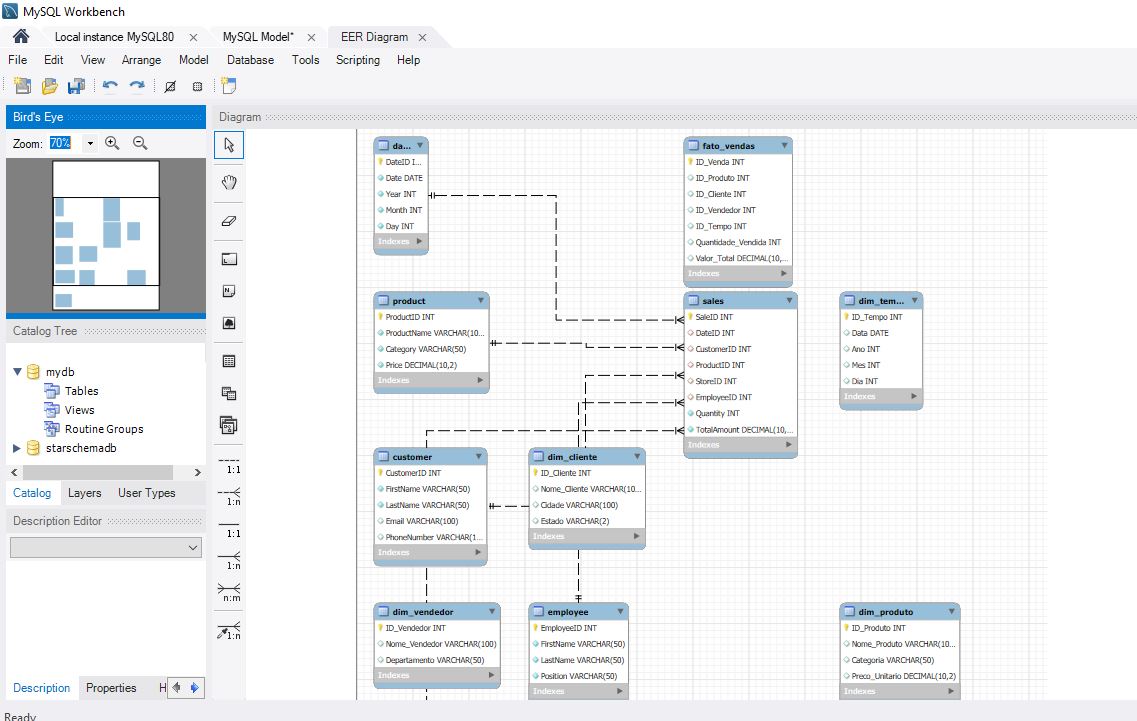 MySQL Workbench
Local instance MySQL80
MySQL Model*
EER Diagram
File Edit View Arrange Model Database Tools Scripting Help
Bird's Eye
Zoom: 70%
Catalog Tree
mydb
Tables
Views
Routine Groups
starschemadb
Catalog Layers User Types
Description Editor
Description Properties H
Ready
Diagram
1:1
1:n
1:1
1:n
n:m
1:n
da...
DateID I...
Date DATE
Year INT
Month INT
Day INT
Indexes
fato_vendas
ID_Venda INT
ID_Produto INT
ID_Cliente INT
ID_Vendedor INT
ID_Tempo INT
Quantidade_Vendida INT
Valor_Total DECIMAL(10,...
Indexes
product
ProductID INT
ProductName VARCHAR(10...
Category VARCHAR(50)
Price DECIMAL(10,2)
Indexes
sales
SaleID INT
DateID INT
CustomerID INT
ProductID INT
StoreID INT
EmployeeID INT
Quantity INT
TotalAmount DECIMAL(10,...
Indexes
dim_tem...
ID_Tempo INT
Data DATE
Ano INT
Mes INT
Dia INT
Indexes
customer
CustomerID INT
FirstName VARCHAR(50)
LastName VARCHAR(50)
Email VARCHAR(100)
PhoneNumber VARCHAR(1...
Indexes
dim_cliente
ID_Cliente INT
Nome_Cliente VARCHAR(10...
Cidade VARCHAR(100)
Estado VARCHAR(2)
Indexes
dim_vendedor
ID_Vendedor INT
Nome_Vendedor VARCHAR(100)
Departamento VARCHAR(50)
Indexes
employee
EmployeeID INT
FirstName VARCHAR(50)
LastName VARCHAR(50)
Position VARCHAR(50)
Indexes
dim_produto
ID_Produto INT
Nome_Produto VARCHAR(10...
Categoria VARCHAR(50)
Preco_Unitario DECIMAL(10,2)
Indexes